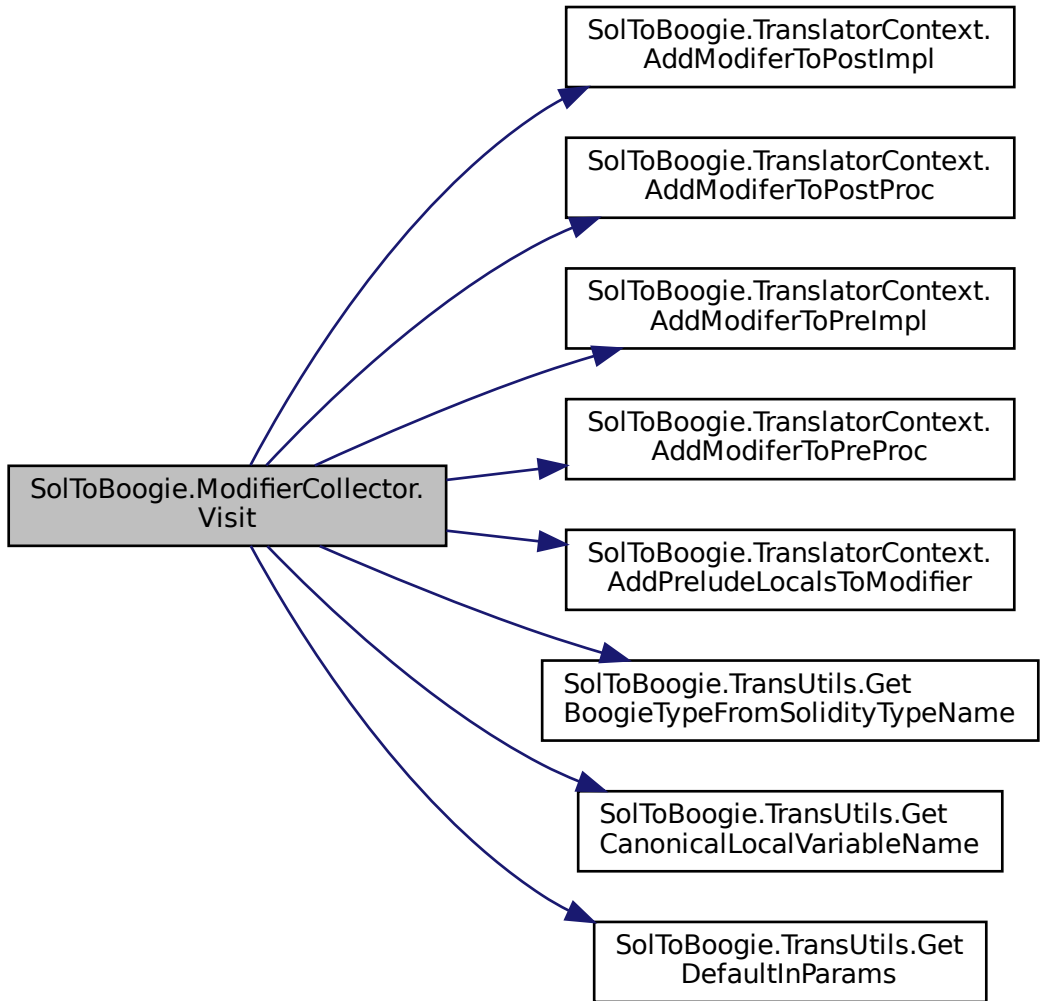 SolToBoogie.TranslatorContext.
AddModiferToPostImpl
SolToBoogie.TranslatorContext.
AddModiferToPostProc
SolToBoogie.TranslatorContext.
AddModiferToPreImpl
SolToBoogie.TranslatorContext.
AddModiferToPreProc
SolToBoogie.ModifierCollector.
Visit
SolToBoogie.TranslatorContext.
AddPreludeLocalsToModifier
SolToBoogie.TransUtils.Get
BoogieTypeFromSolidityTypeName
SolToBoogie.TransUtils.Get
CanonicalLocalVariableName
SolToBoogie.TransUtils.Get
DefaultInParams